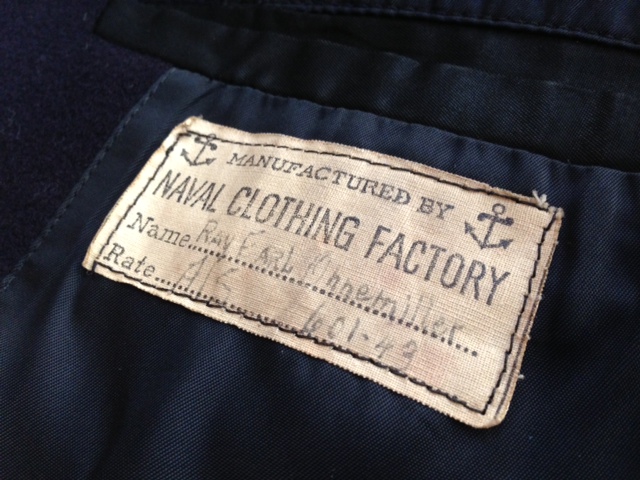 MANUFACTURED BY
NAVAL CLOTHING FACTORY
Name RAY EARL
Rate
601-43